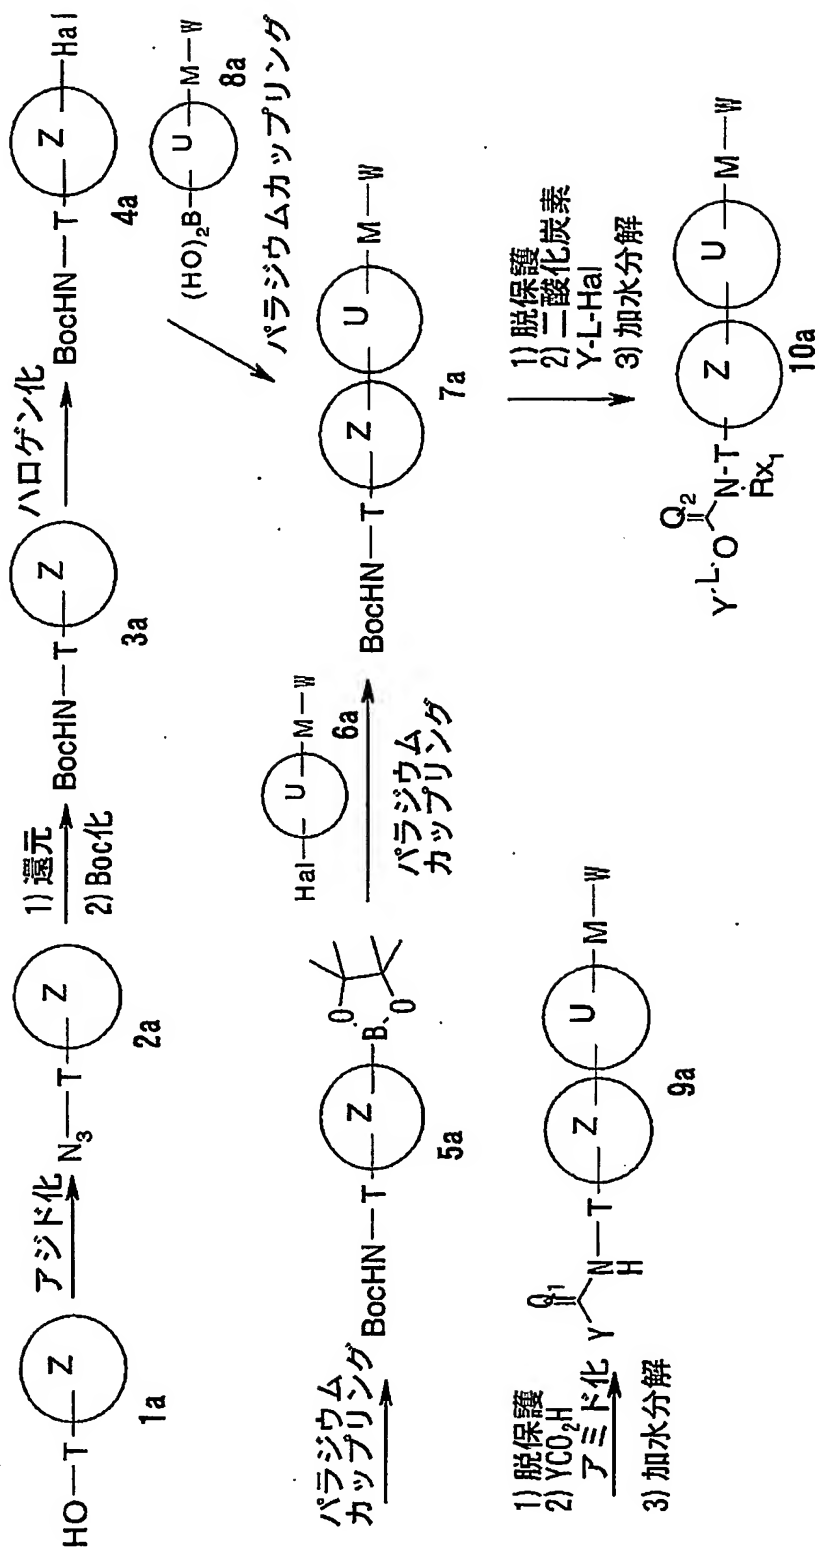 HO—T—Z
1a
アジド化
N₃—T—Z
2a
1) 還元
2) Boc化
BocHN—T—Z
3a
ハロゲン化
BocHN—T—Z—Hal
4a
(HO)₂B—U—M—W
8a
パラジウムカップリング
パラジウム
カップリング
BocHN—T—Z—B
O
O
5a
Hal—U—M—W
6a
パラジウム
カップリング
BocHN—T—Z—U—M—W
7a
1) 脱保護
2) YCO₂H
アミド化
3) 加水分解
Q₁
Y N—T—Z—U—M—W
H
9a
1) 脱保護
2) 二酸化炭素
Y-L-Hal
3) 加水分解
Q₂
Y-L-O N-T-Z—U—M—W
Rx₁
10a